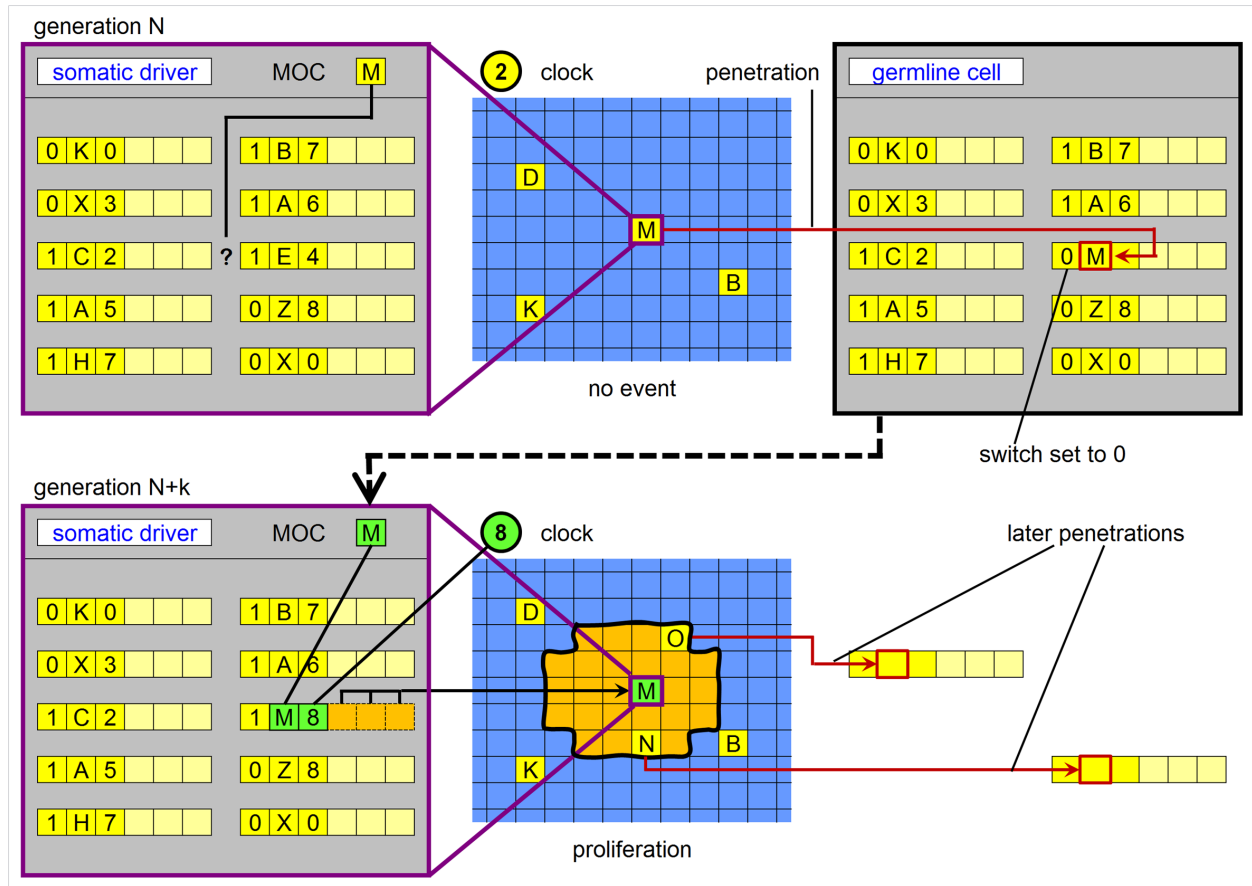 generation N
somatic driver MOC M
2 clock
penetration
germline cell
0 K 0 1 B 7
0 X 3 1 A 6
1 C 2 ? 1 E 4
1 A 5 0 Z 8
1 H 7 0 X 0
D
M
B
K
no event
0 K 0 1 B 7
0 X 3 1 A 6
1 C 2 0 M
1 A 5 0 Z 8
1 H 7 0 X 0
switch set to 0
generation N+k
somatic driver MOC M
8 clock
later penetrations
0 K 0 1 B 7
0 X 3 1 A 6
1 C 2 1 M 8
1 A 5 0 Z 8
1 H 7 0 X 0
D
O
M
N B
K
proliferation